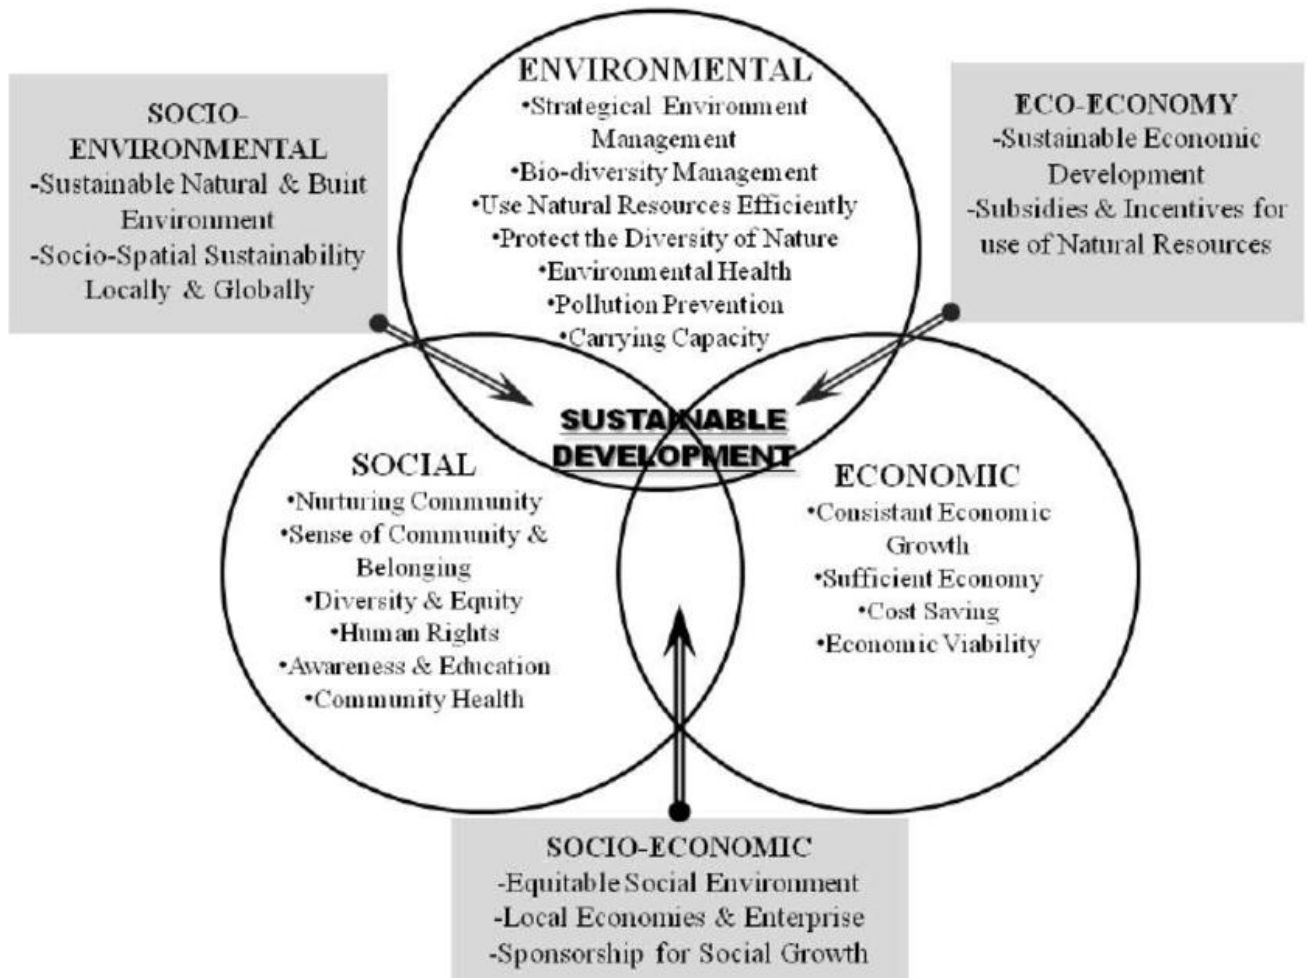 ENVIRONMENTAL
•Strategical Environment
Management
•Bio-diversity Management
•Use Natural Resources Efficiently
•Protect the Diversity of Nature
•Environmental Health
•Pollution Prevention
•Carrying Capacity
SOCIO-
ENVIRONMENTAL
-Sustainable Natural & Built
Environment
-Socio-Spatial Sustainability
Locally & Globally
ECO-ECONOMY
-Sustainable Economic
Development
-Subsidies & Incentives for
use of Natural Resources
SUSTAINABLE
DEVELOPMENT
SOCIAL
•Nurturing Community
•Sense of Community &
Belonging
•Diversity & Equity
•Human Rights
•Awareness & Education
•Community Health
ECONOMIC
•Consistant Economic
Growth
•Sufficient Economy
•Cost Saving
•Economic Viability
SOCIO-ECONOMIC
-Equitable Social Environment
-Local Economies & Enterprise
-Sponsorship for Social Growth